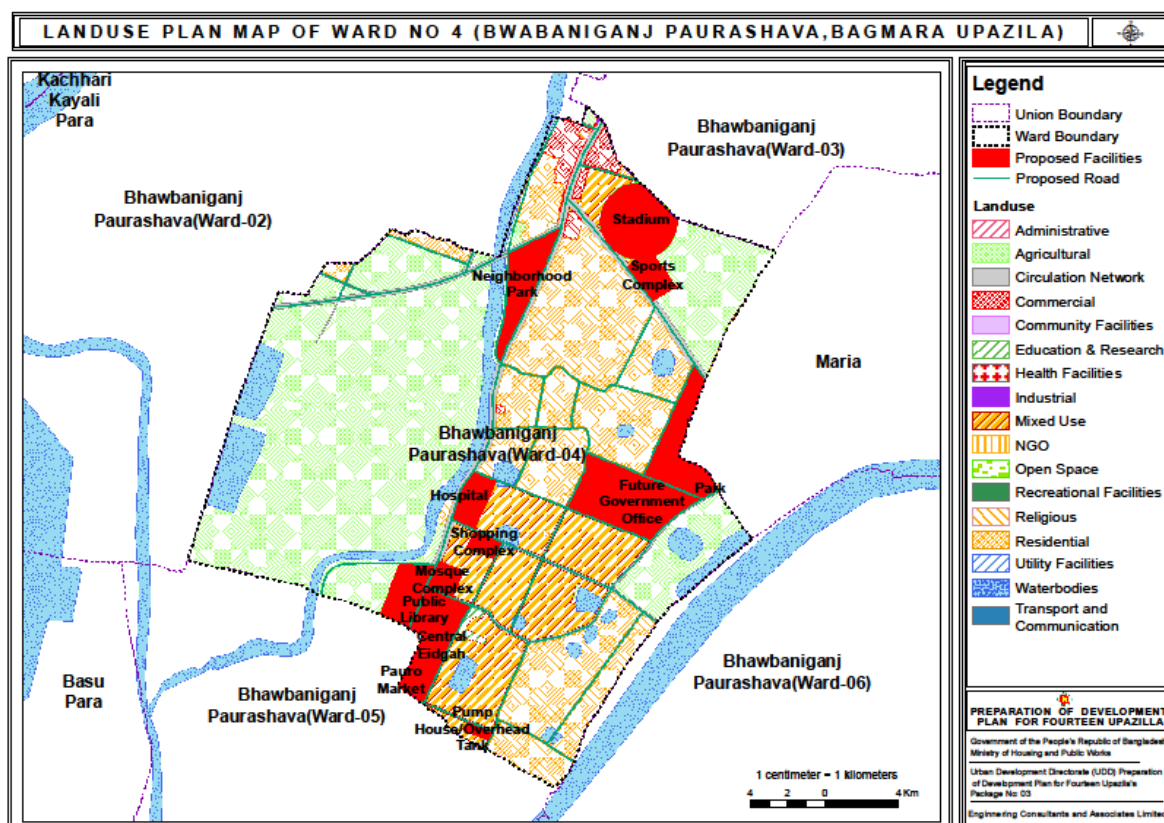 LANDUSE PLAN MAP OF WARD NO 4 (BWABANIGANJ PAURASHAVA,BAGMARA UPAZILA)
Kachhari
Kayali
Para
Bhawbaniganj
Paurashava(Ward-03)
Bhawbaniganj
Paurashava(Ward-02)
Stadium
Sports
Complex
Neighborhood
Park
Maria
Bhawbaniganj
Paurashava(Ward-04)
Hospital
Future
Government
Office
Park
Shopping
Complex
Mosque
Complex
Public
Library
Central
Eidgah
Pauro
Market
Pump
House/Overhead
Tank
Basu
Para
Bhawbaniganj
Paurashava(Ward-05)
Bhawbaniganj
Paurashava(Ward-06)
1 centimeter = 1 kilometers
4 2 0 4 Km
Legend
Union Boundary
Ward Boundary
Proposed Facilities
Proposed Road
Landuse
Administrative
Agricultural
Circulation Network
Commercial
Community Facilities
Education & Research
Health Facilities
Industrial
Mixed Use
NGO
Open Space
Recreational Facilities
Religious
Residential
Utility Facilities
Waterbodies
Transport and
Communication
PREPARATION OF DEVELOPMENT
PLAN FOR FOURTEEN UPAZILLA
Government of the People's Republic of Bangladesh
Ministry of Housing and Public Works
Urban Development Directorate (UDD) Preparation
of Development Plan for Fourteen Upazila's
Package No: 03
Enginnering Consultants and Associates Limited